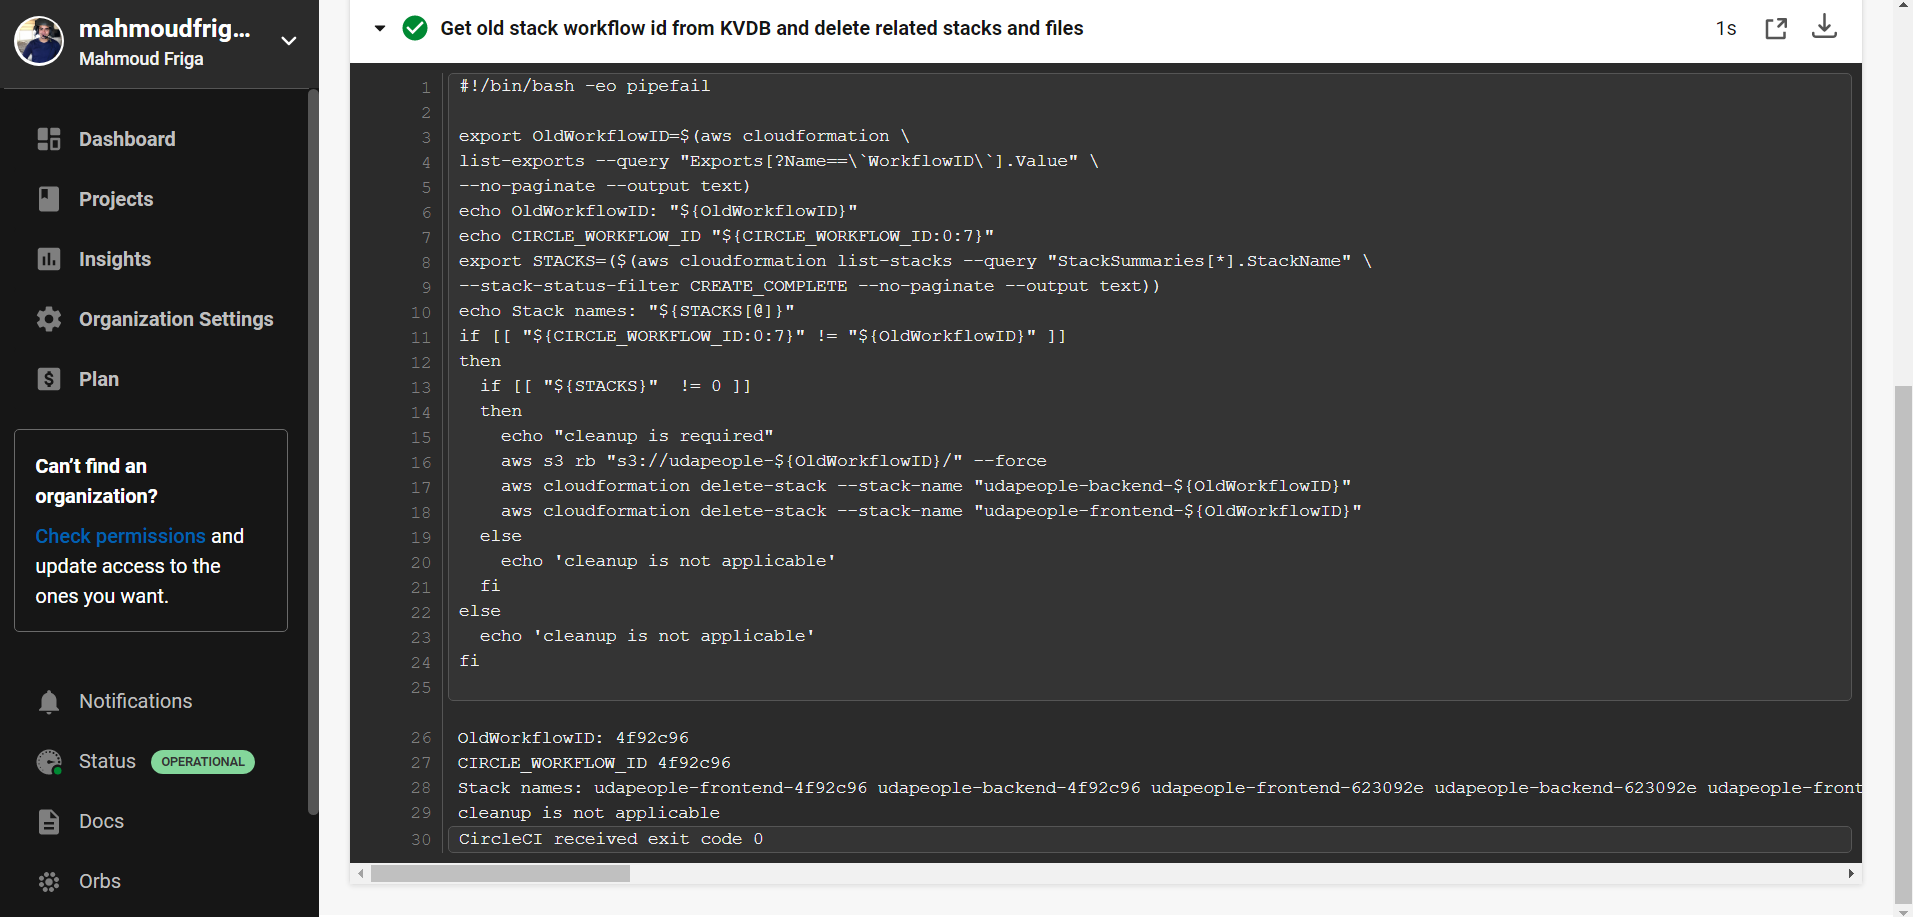 mahmoudfrig...
Mahmoud Friga
Dashboard
Projects
Insights
Organization Settings
Plan
Can't find an
organization?
Check permissions and
update access to the
ones you want.
Notifications
Status OPERATIONAL
Docs
Orbs
Get old stack workflow id from KVDB and delete related stacks and files 1s
1 #!/bin/bash -eo pipefail
2
3 export OldWorkflowID=$(aws cloudformation \
4 list-exports --query "Exports[?Name==\`WorkflowID\`].Value" \
5 --no-paginate --output text)
6 echo OldWorkflowID: "${OldWorkflowID}"
7 echo CIRCLE_WORKFLOW_ID "${CIRCLE_WORKFLOW_ID:0:7}"
8 export STACKS=($(aws cloudformation list-stacks --query "StackSummaries[*].StackName" \
9 --stack-status-filter CREATE_COMPLETE --no-paginate --output text))
10 echo Stack names: "${STACKS[@]}"
11 if [[ "${CIRCLE_WORKFLOW_ID:0:7}" != "${OldWorkflowID}" ]]
12 then
13   if [[ "${STACKS}"  != 0 ]]
14   then
15     echo "cleanup is required"
16     aws s3 rb "s3://udapeople-${OldWorkflowID}/" --force
17     aws cloudformation delete-stack --stack-name "udapeople-backend-${OldWorkflowID}"
18     aws cloudformation delete-stack --stack-name "udapeople-frontend-${OldWorkflowID}"
19   else
20     echo 'cleanup is not applicable'
21   fi
22 else
23   echo 'cleanup is not applicable'
24 fi
25
26 OldWorkflowID: 4f92c96
27 CIRCLE_WORKFLOW_ID 4f92c96
28 Stack names: udapeople-frontend-4f92c96 udapeople-backend-4f92c96 udapeople-frontend-623092e udapeople-backend-623092e udapeople-front
29 cleanup is not applicable
30 CircleCI received exit code 0